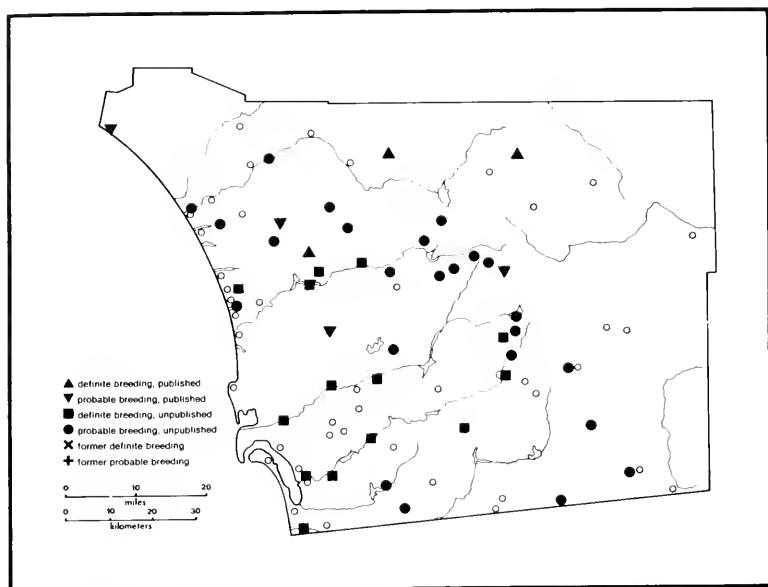 ▲ definite breeding, published
▼ probable breeding, published
■ definite breeding, unpublished
● probable breeding, unpublished
✕ former definite breeding
+ former probable breeding
0 10 20
miles
0 10 20 30
kilometers